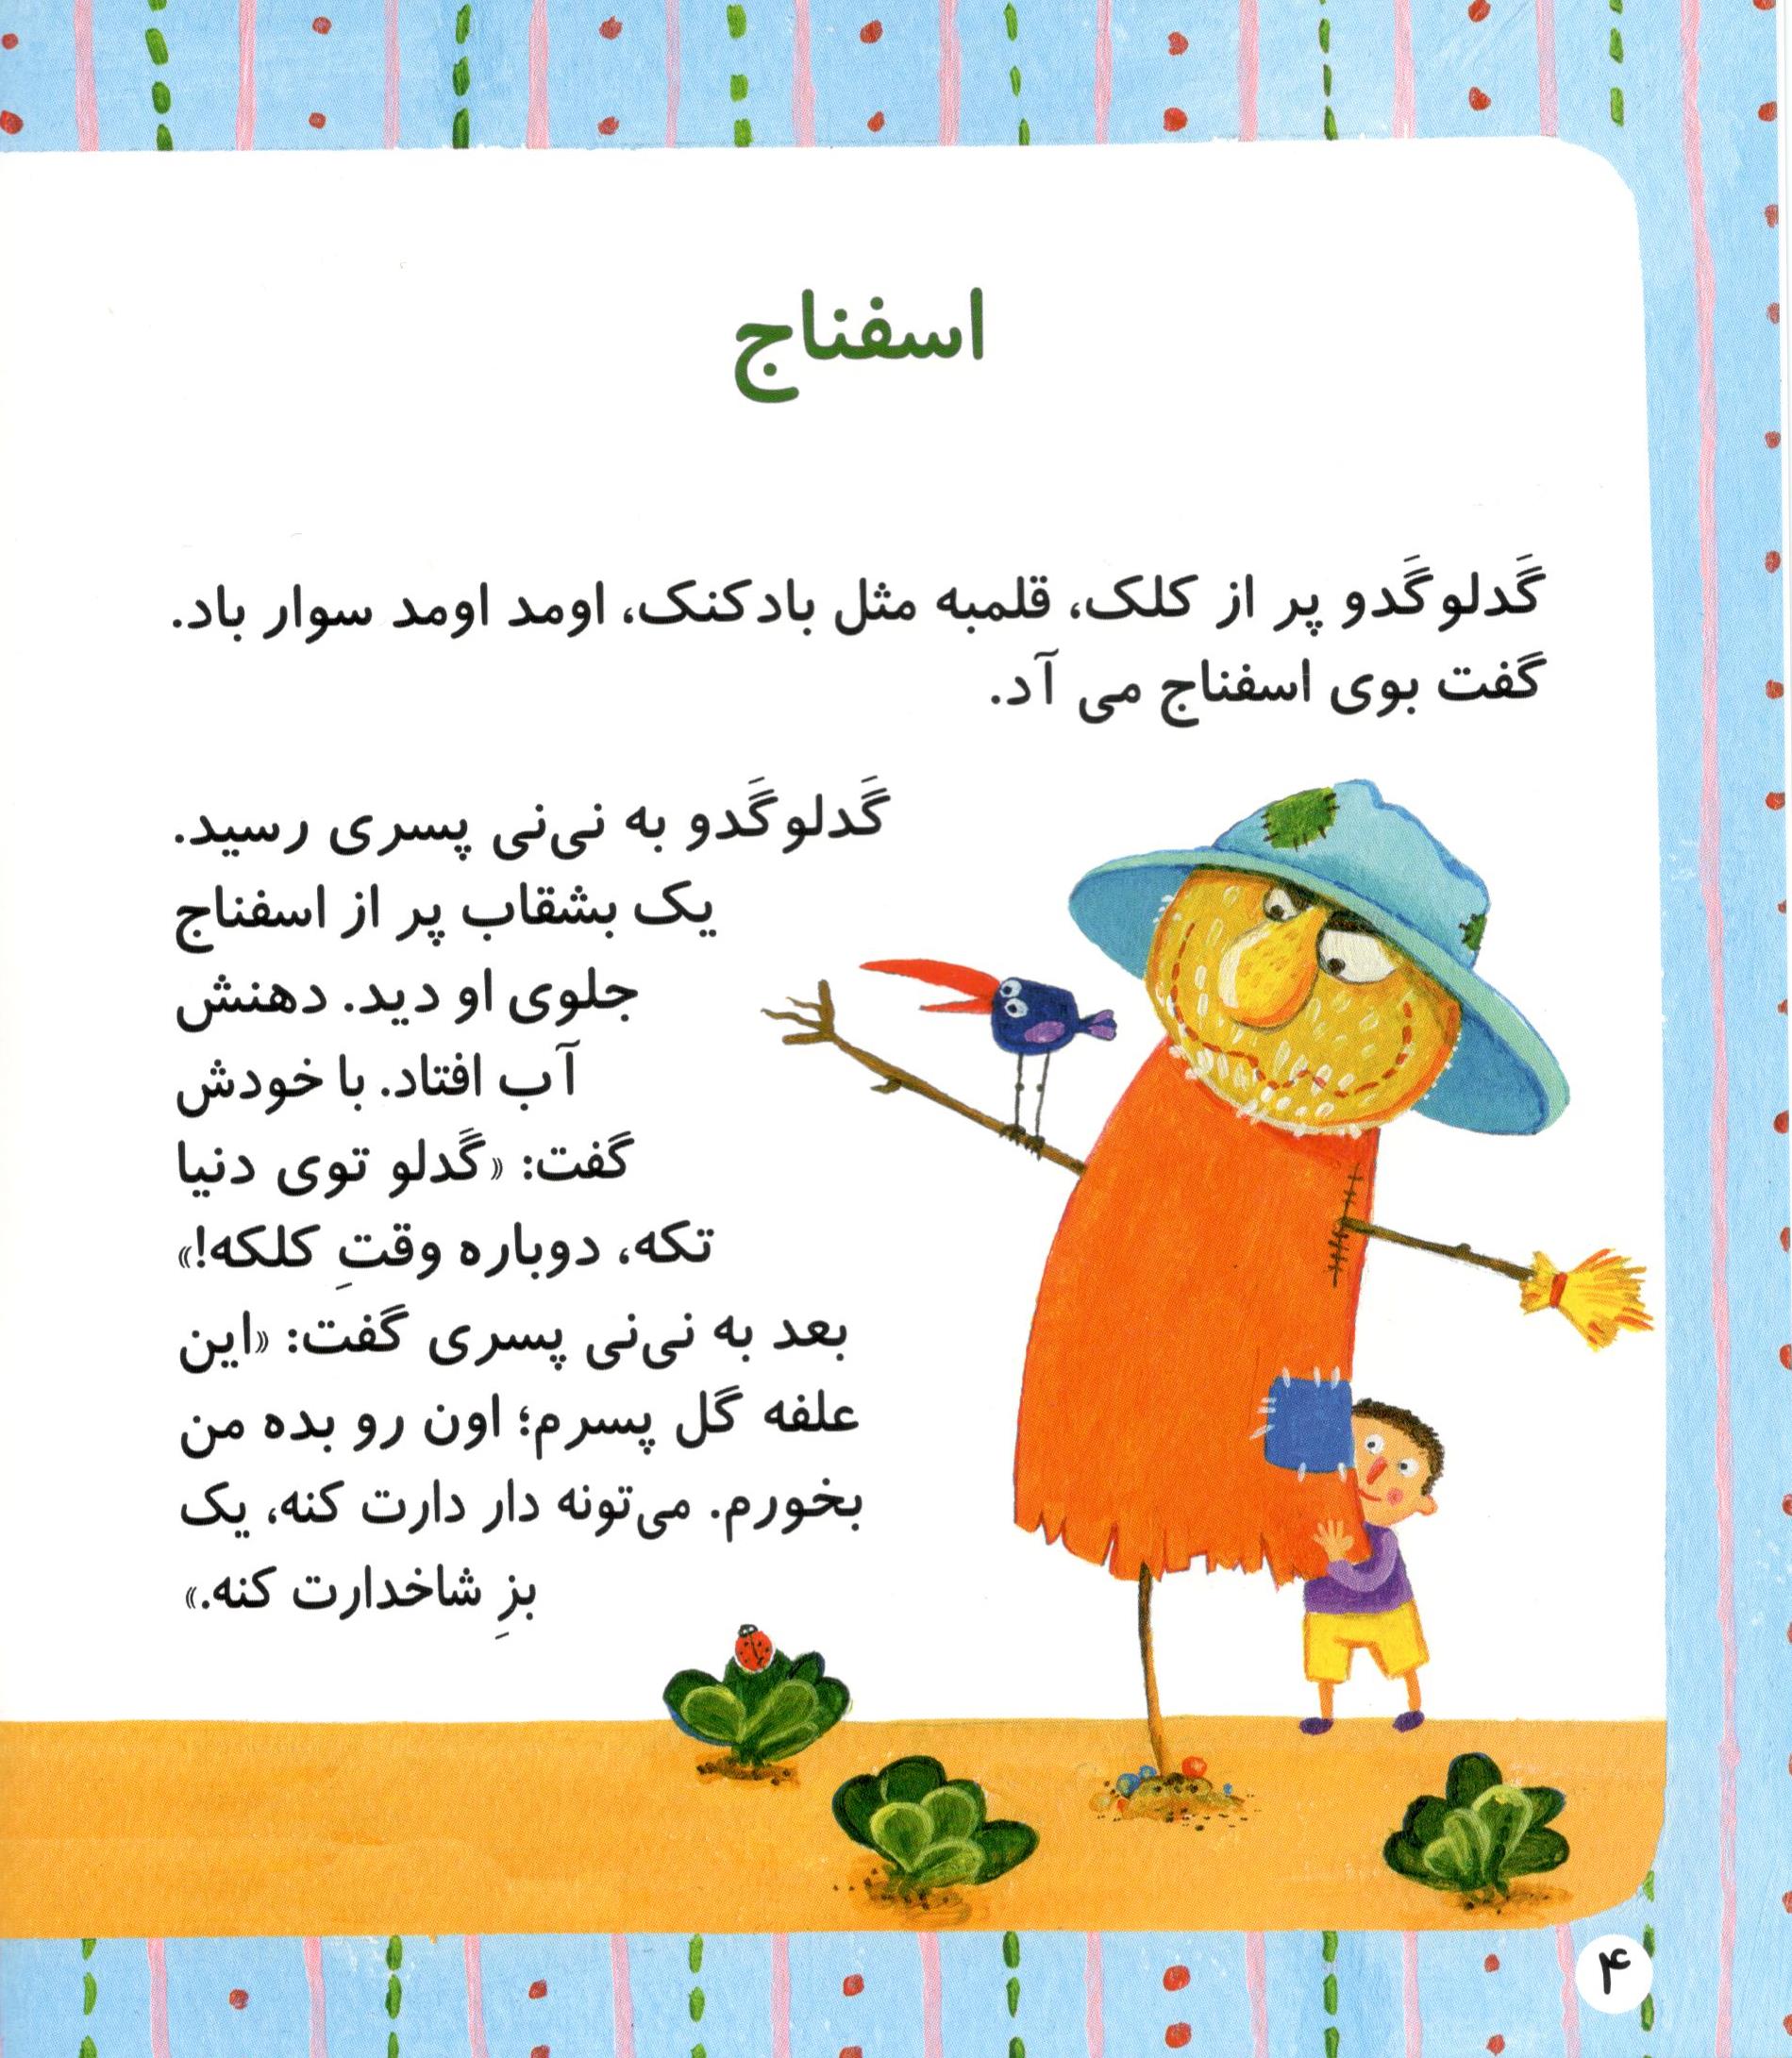 اسفناج
گَدلوگَدو پر از کلک، قلمبه مثل بادکنک، اومد اومد سوار باد.
گفت بوی اسفناج می آد.
گَدلوگَدو به نی‌نی پسری رسید.
یک بشقاب پر از اسفناج
جلوی او دید. دهنش
آب افتاد. با خودش
گفت: «گَدلو توی دنیا
تکه، دوباره وقتِ کلکه!»
بعد به نی‌نی پسری گفت: «این
علفه گل پسرم؛ اون رو بده من
بخورم. می‌تونه دار دارت کنه، یک
بزِ شاخدارت کنه.»
۴